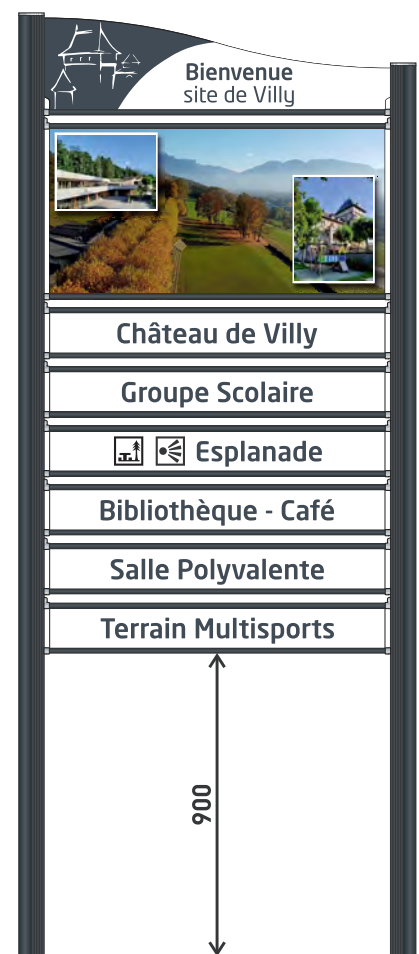 Bienvenue
site de Villy
Château de Villy
Groupe Scolaire
Esplanade
Bibliothèque - Café
Salle Polyvalente
Terrain Multisports
900